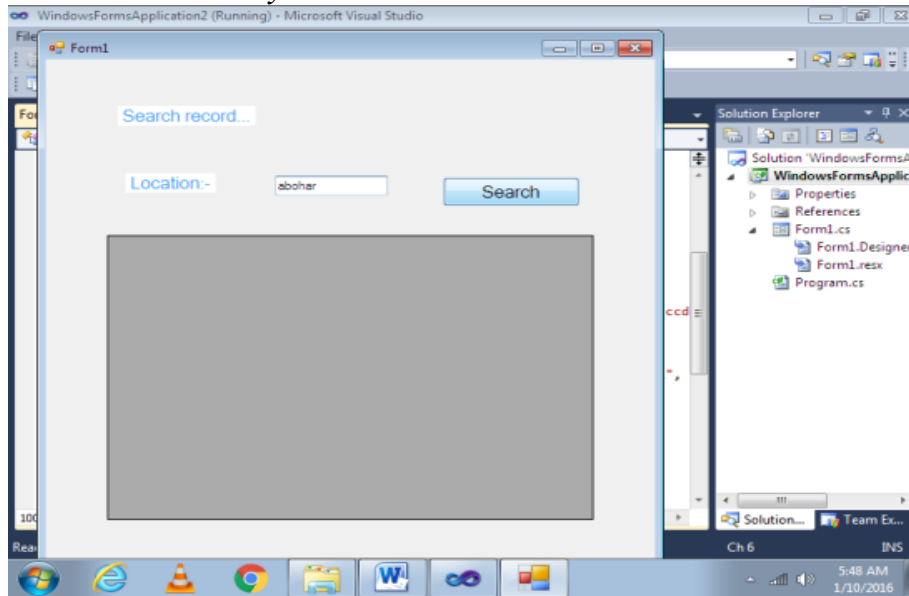 WindowsFormsApplication2 (Running) - Microsoft Visual Studio
File
Form1
Search record...
Location:-
abohar
Search
Solution Explorer
Solution 'WindowsFormsA
WindowsFormsApplic
Properties
References
Form1.cs
Form1.Designer
Form1.resx
Program.cs
ccd
",
100
Solution...
Team Ex...
Ch 6
INS
5:48 AM
1/10/2016